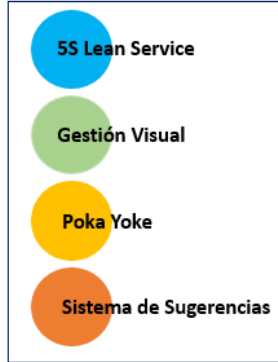 5S Lean Service
Gestión Visual
Poka Yoke
Sistema de Sugerencias